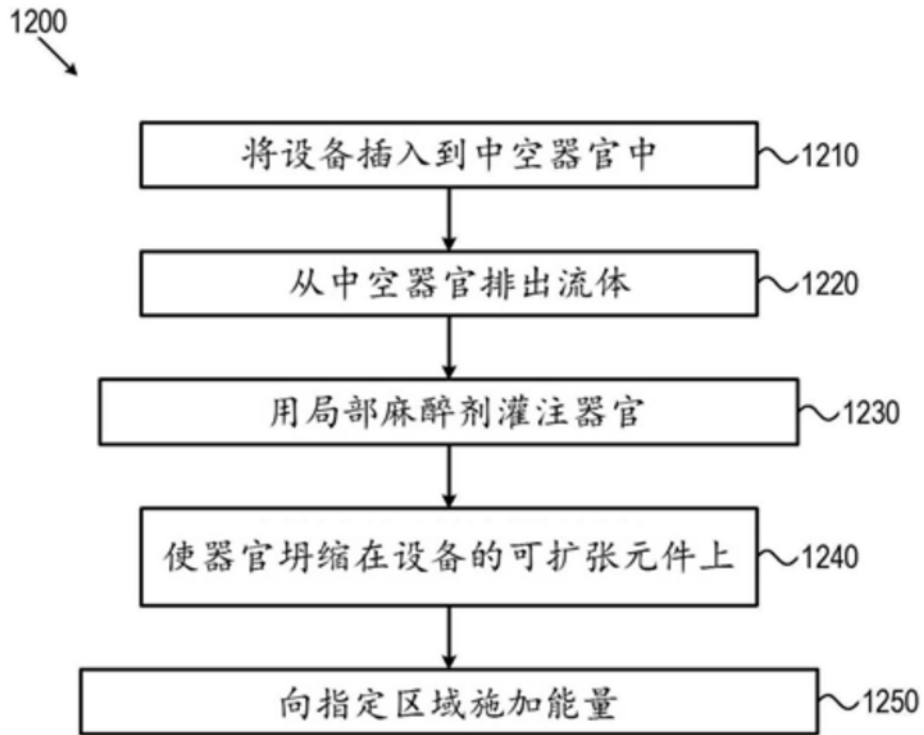 1200
将设备插入到中空器官中 1210
从中空器官排出流体 1220
用局部麻醉剂灌注器官 1230
使器官坍缩在设备的可扩张元件上 1240
向指定区域施加能量 1250